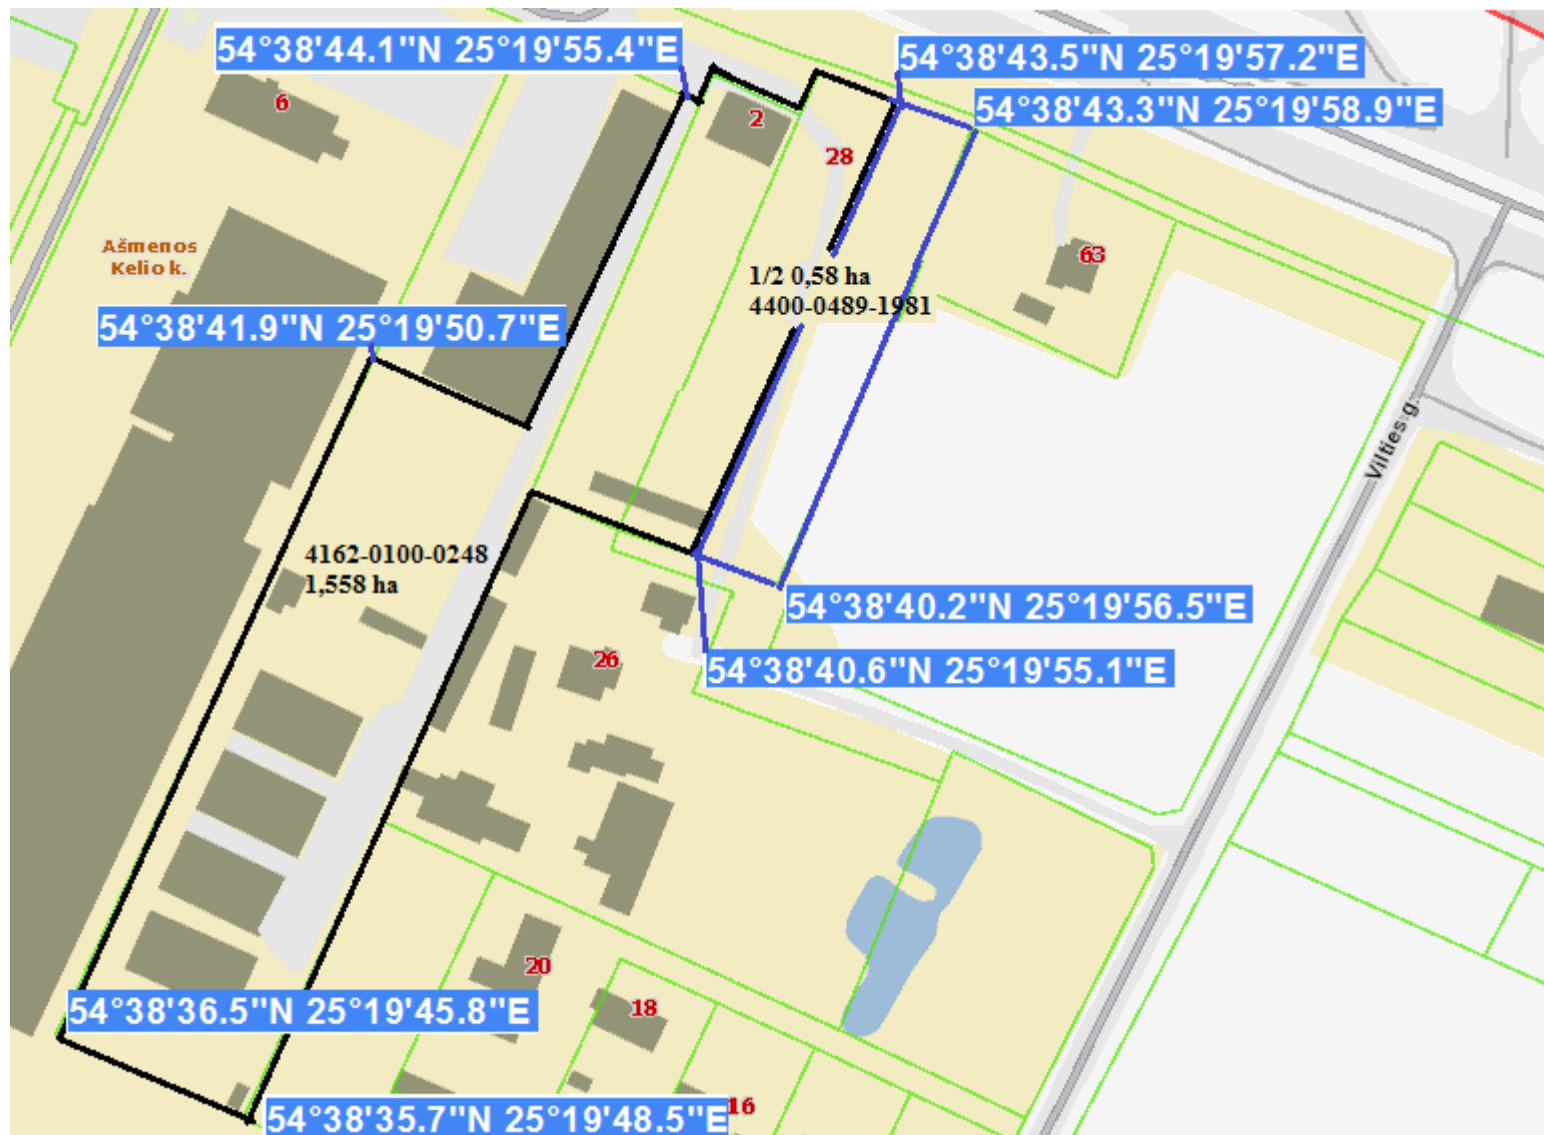 54°38'44.1"N 25°19'55.4"E
54°38'43.5"N 25°19'57.2"E
6
54°38'43.3"N 25°19'58.9"E
2
28
Ašmenos
Kelio k.
63
1/2 0,58 ha
4400-0489-1981
54°38'41.9"N 25°19'50.7"E
Vilties g.
4162-0100-0248
1,558 ha
54°38'40.2"N 25°19'56.5"E
26
54°38'40.6"N 25°19'55.1"E
20
18
54°38'36.5"N 25°19'45.8"E
54°38'35.7"N 25°19'48.5"E
16